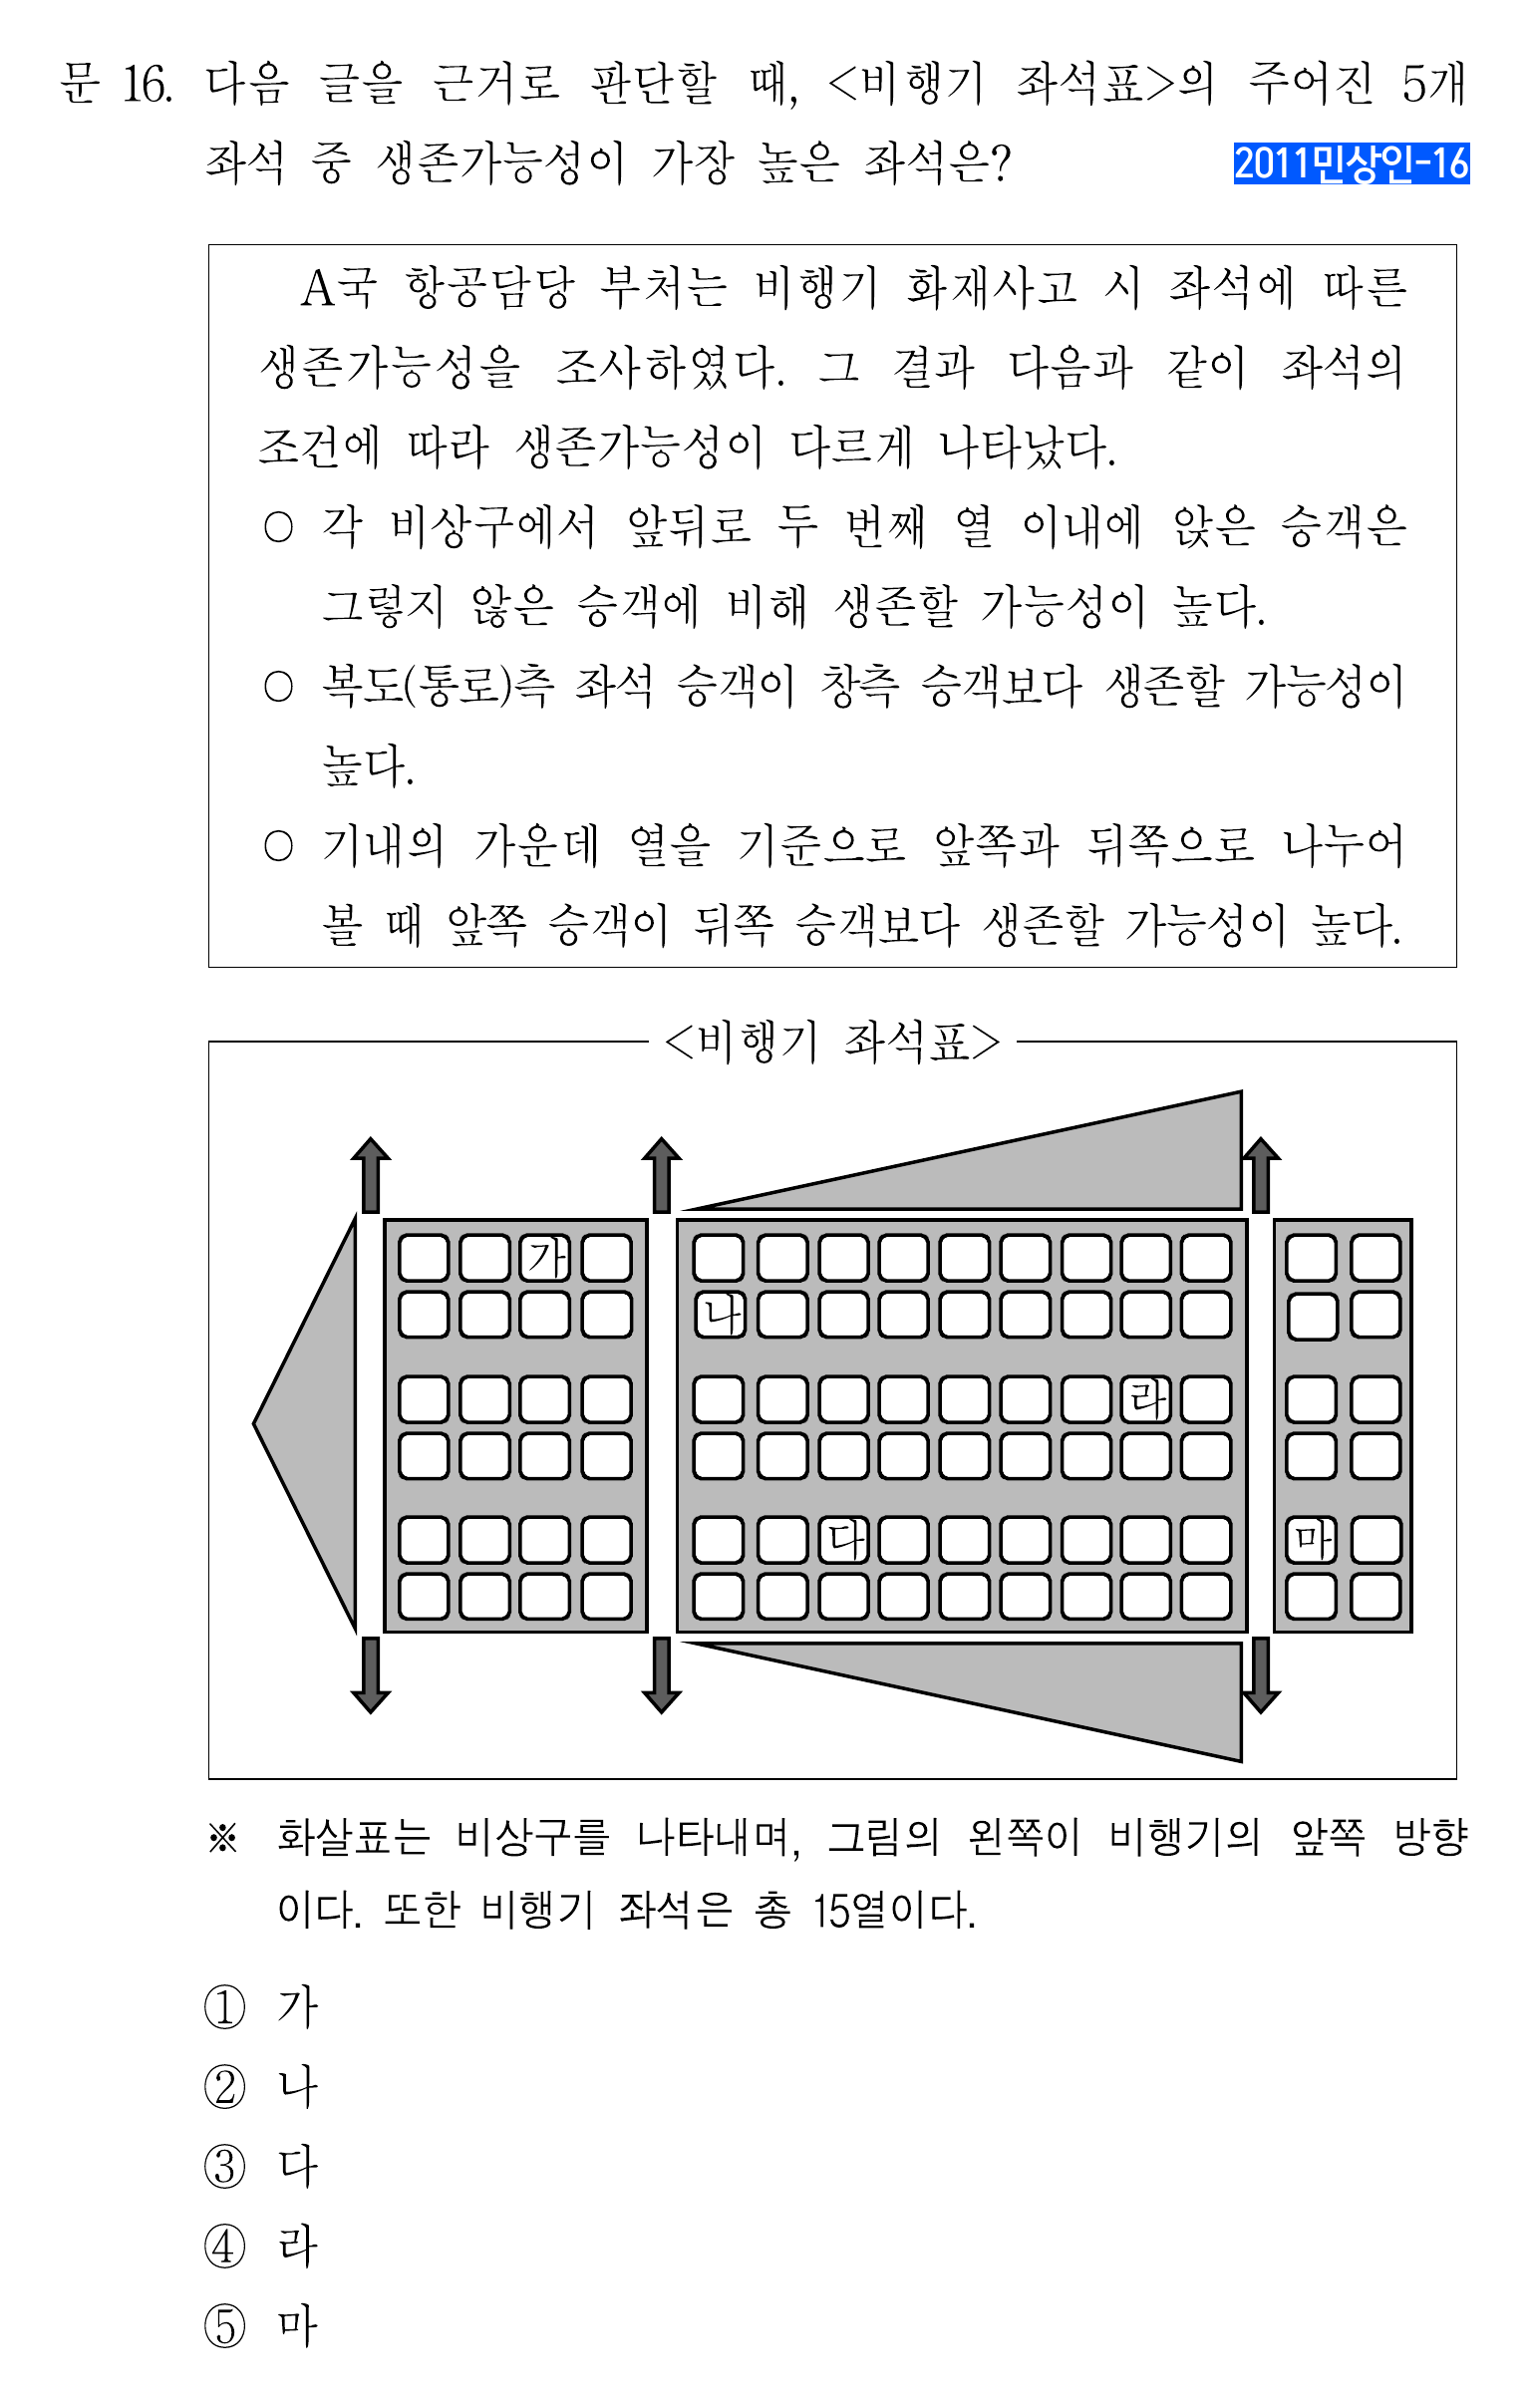 문 16. 다음 글을 근거로 판단할 때, <비행기 좌석표>의 주어진 5개
좌석 중 생존가능성이 가장 높은 좌석은?
2011민상인-16
A국 항공담당 부처는 비행기 화재사고 시 좌석에 따른
생존가능성을 조사하였다. 그 결과 다음과 같이 좌석의
조건에 따라 생존가능성이 다르게 나타났다.
○ 각 비상구에서 앞뒤로 두 번째 열 이내에 앉은 승객은
그렇지 않은 승객에 비해 생존할 가능성이 높다.
○ 복도(통로)측 좌석 승객이 창측 승객보다 생존할 가능성이
높다.
○ 기내의 가운데 열을 기준으로 앞쪽과 뒤쪽으로 나누어
볼 때 앞쪽 승객이 뒤쪽 승객보다 생존할 가능성이 높다.
<비행기 좌석표>
가
나
라
다
마
※ 화살표는 비상구를 나타내며, 그림의 왼쪽이 비행기의 앞쪽 방향
이다. 또한 비행기 좌석은 총 15열이다.
① 가
② 나
③ 다
④ 라
⑤ 마